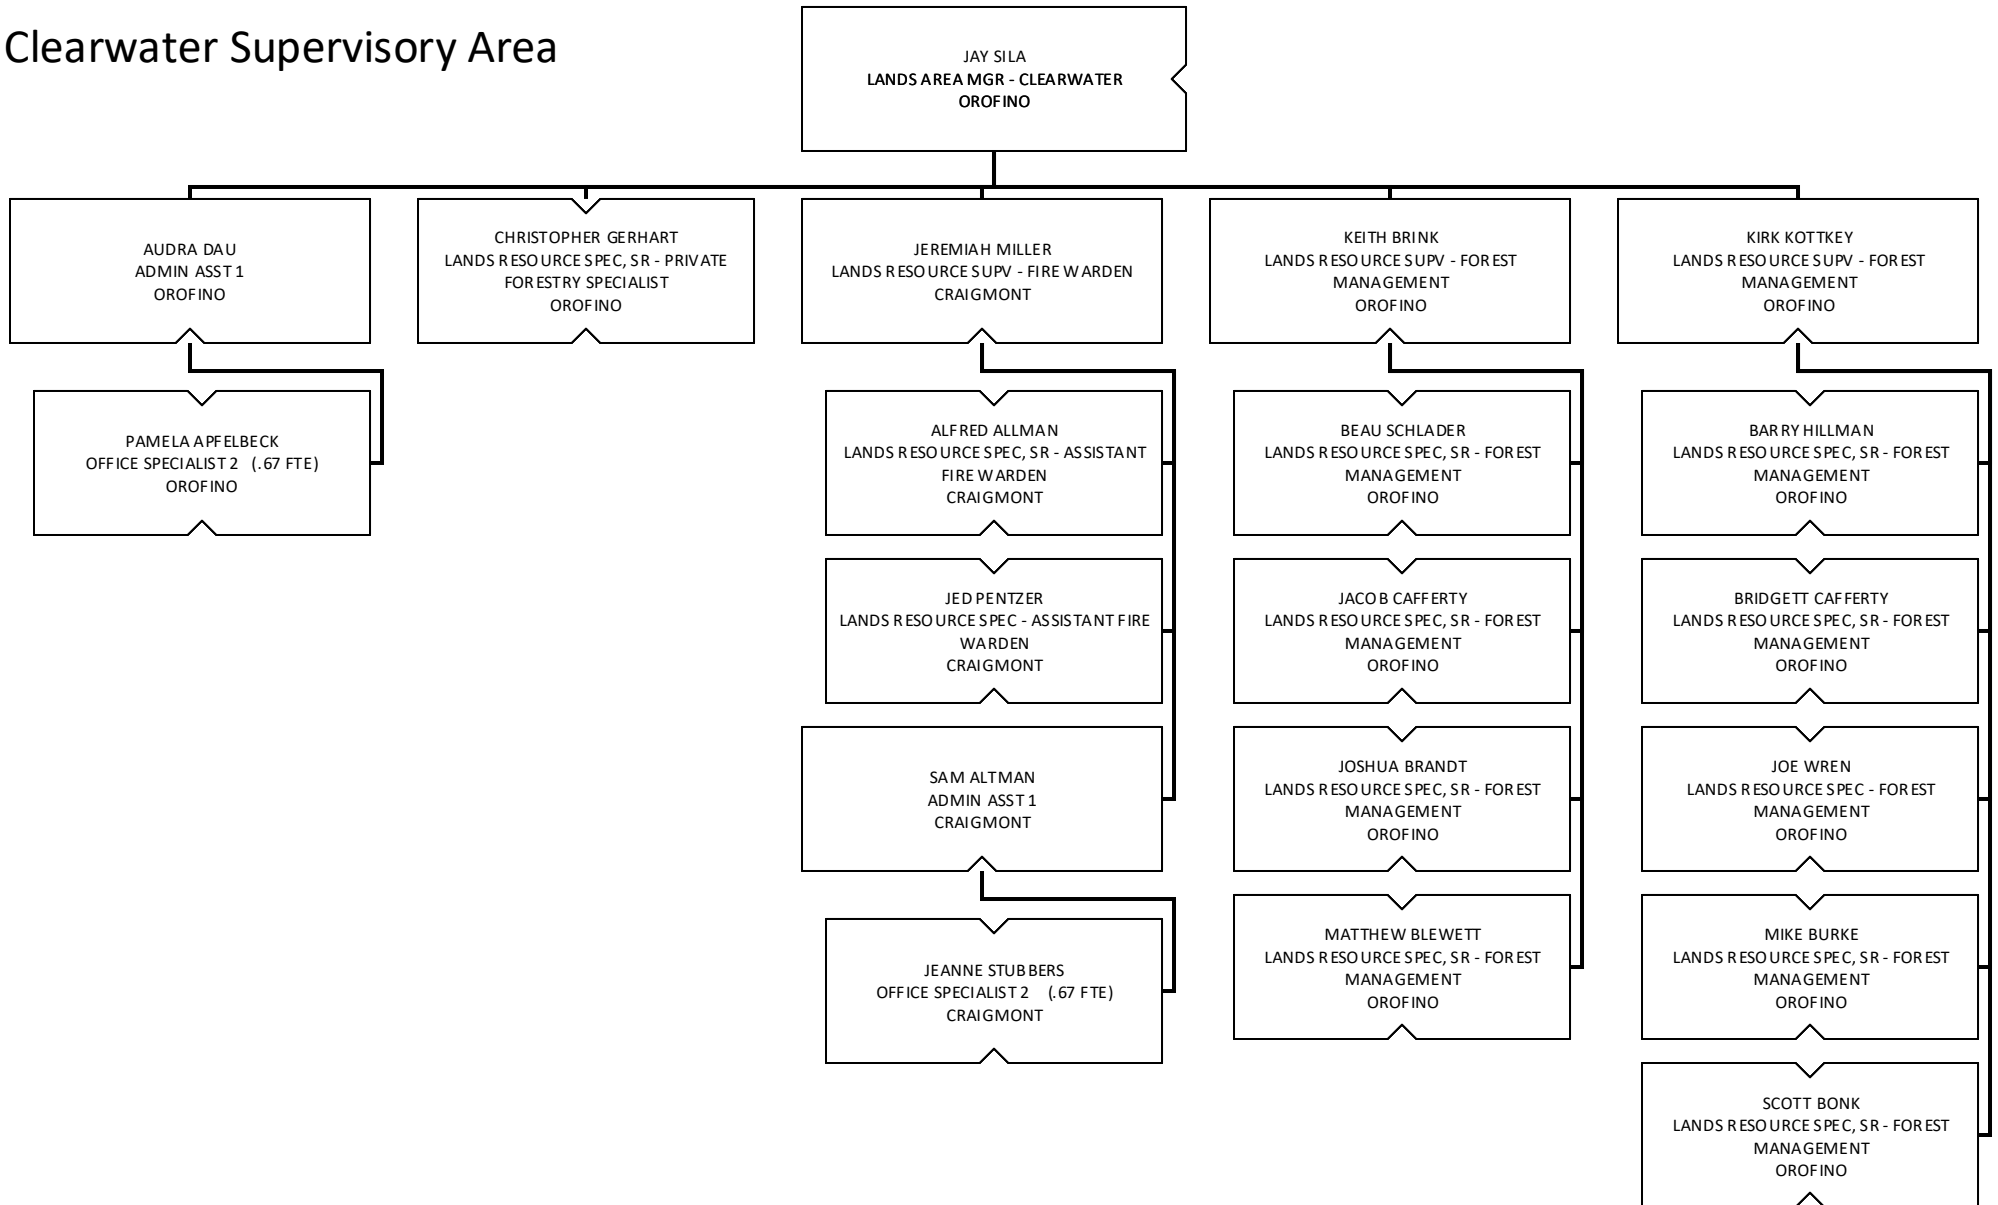 Clearwater Supervisory Area
JAY SILA
LANDS AREA MGR - CLEARWATER
OROFINO
AUDRA DAU
ADMIN ASST 1
OROFINO
CHRISTOPHER GERHART
LANDS RESOURCE SPEC, SR - PRIVATE
FORESTRY SPECIALIST
OROFINO
JEREMIAH MILLER
LANDS RESOURCE SUPV - FIRE WARDEN
CRAIGMONT
KEITH BRINK
LANDS RESOURCE SUPV - FOREST
MANAGEMENT
OROFINO
KIRK KOTTKEY
LANDS RESOURCE SUPV - FOREST
MANAGEMENT
OROFINO
PAMELA APFELBECK
OFFICE SPECIALIST 2 (.67 FTE)
OROFINO
ALFRED ALLMAN
LANDS RESOURCE SPEC, SR - ASSISTANT
FIRE WARDEN
CRAIGMONT
JED PENTZER
LANDS RESOURCE SPEC - ASSISTANT FIRE
WARDEN
CRAIGMONT
SAM ALTMAN
ADMIN ASST 1
CRAIGMONT
JEANNE STUBBERS
OFFICE SPECIALIST 2 (.67 FTE)
CRAIGMONT
BEAU SCHLADER
LANDS RESOURCE SPEC, SR - FOREST
MANAGEMENT
OROFINO
JACOB CAFFERTY
LANDS RESOURCE SPEC, SR - FOREST
MANAGEMENT
OROFINO
JOSHUA BRANDT
LANDS RESOURCE SPEC, SR - FOREST
MANAGEMENT
OROFINO
MATTHEW BLEWETT
LANDS RESOURCE SPEC, SR - FOREST
MANAGEMENT
OROFINO
BARRY HILLMAN
LANDS RESOURCE SPEC, SR - FOREST
MANAGEMENT
OROFINO
BRIDGETT CAFFERTY
LANDS RESOURCE SPEC, SR - FOREST
MANAGEMENT
OROFINO
JOE WREN
LANDS RESOURCE SPEC - FOREST
MANAGEMENT
OROFINO
MIKE BURKE
LANDS RESOURCE SPEC, SR - FOREST
MANAGEMENT
OROFINO
SCOTT BONK
LANDS RESOURCE SPEC, SR - FOREST
MANAGEMENT
OROFINO